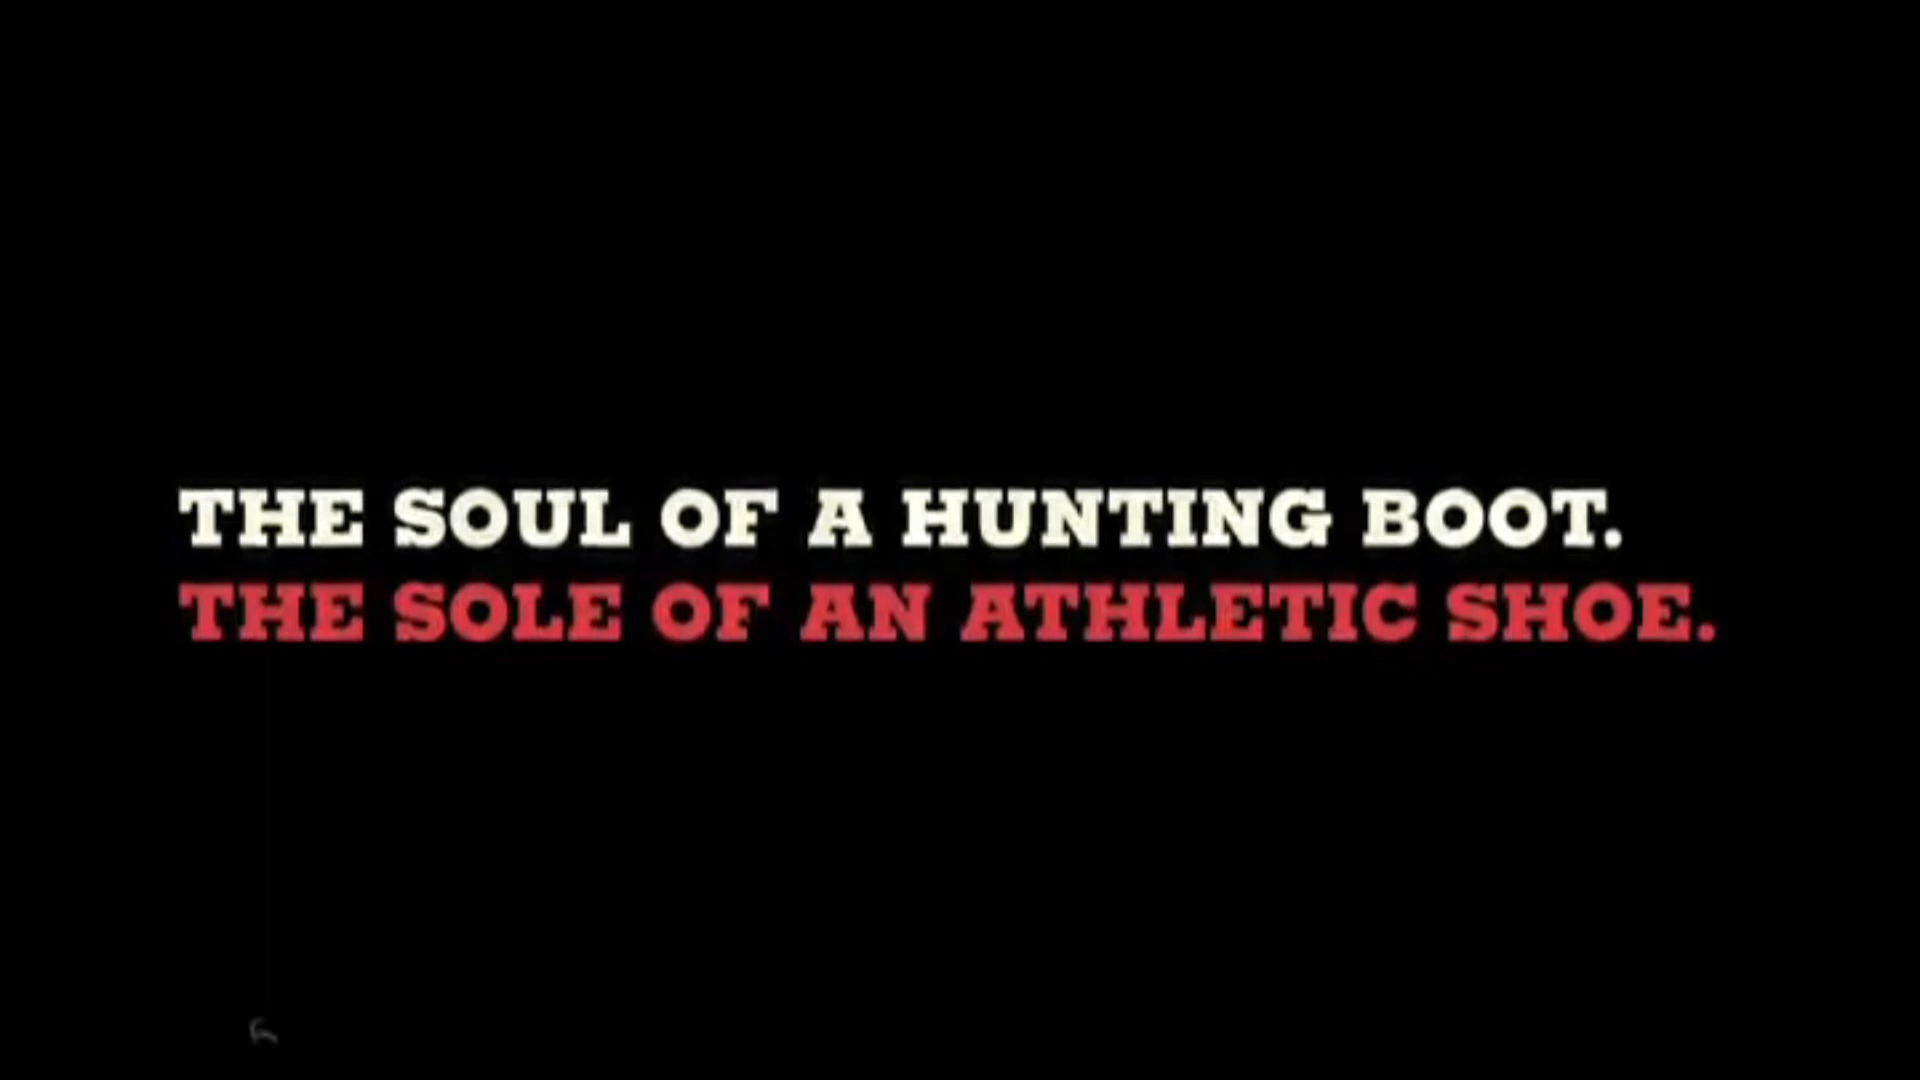 THE SOUL OF A HUNTING BOOT.
THE SOLE OF AN ATHLETIC SHOE.